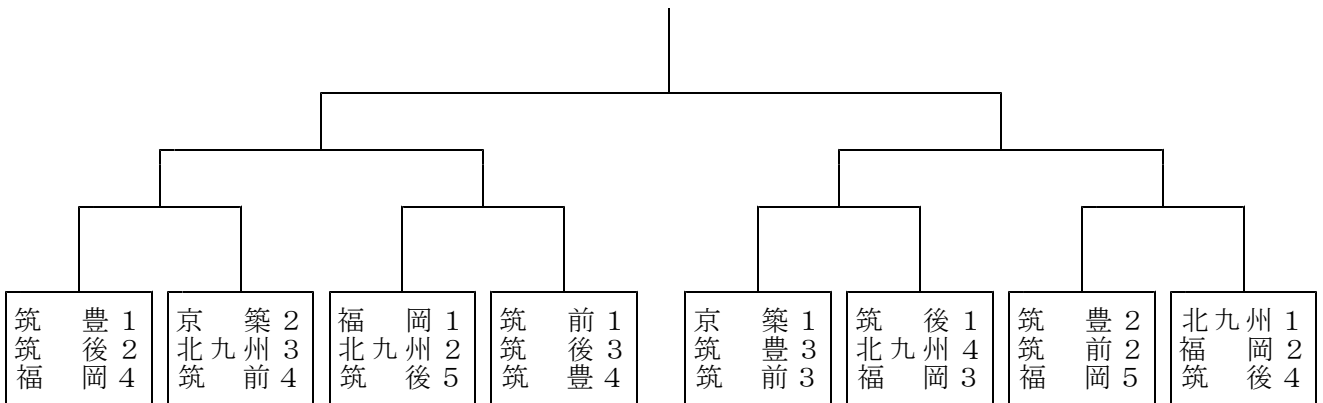 筑豊1
筑後2
福岡4
京築2
北九州3
筑前4
福岡1
北九州2
筑後5
筑前1
筑後3
筑豊4
京築1
筑豊3
筑前3
筑後1
北九州4
福岡3
筑豊2
筑前2
福岡5
北九州1
福岡2
筑後4